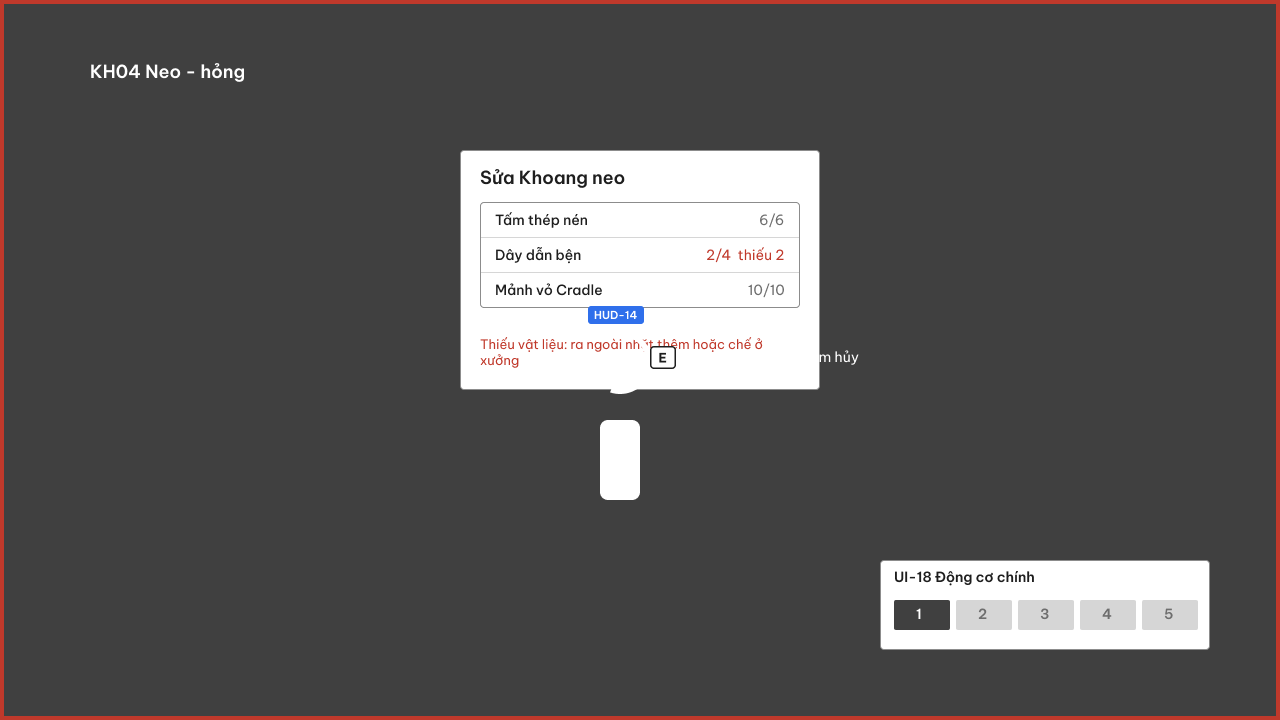 KH04 Neo - hỏng
Sửa Khoang neo
Tấm thép nén 6/6
Dây dẫn bện 2/4 thiếu 2
Mảnh vỏ Cradle 10/10
HUD-14
Thiếu vật liệu: ra ngoài nhặt thêm hoặc chế ở
xưởng
E
hủy
UI-18 Động cơ chính
1 2 3 4 5